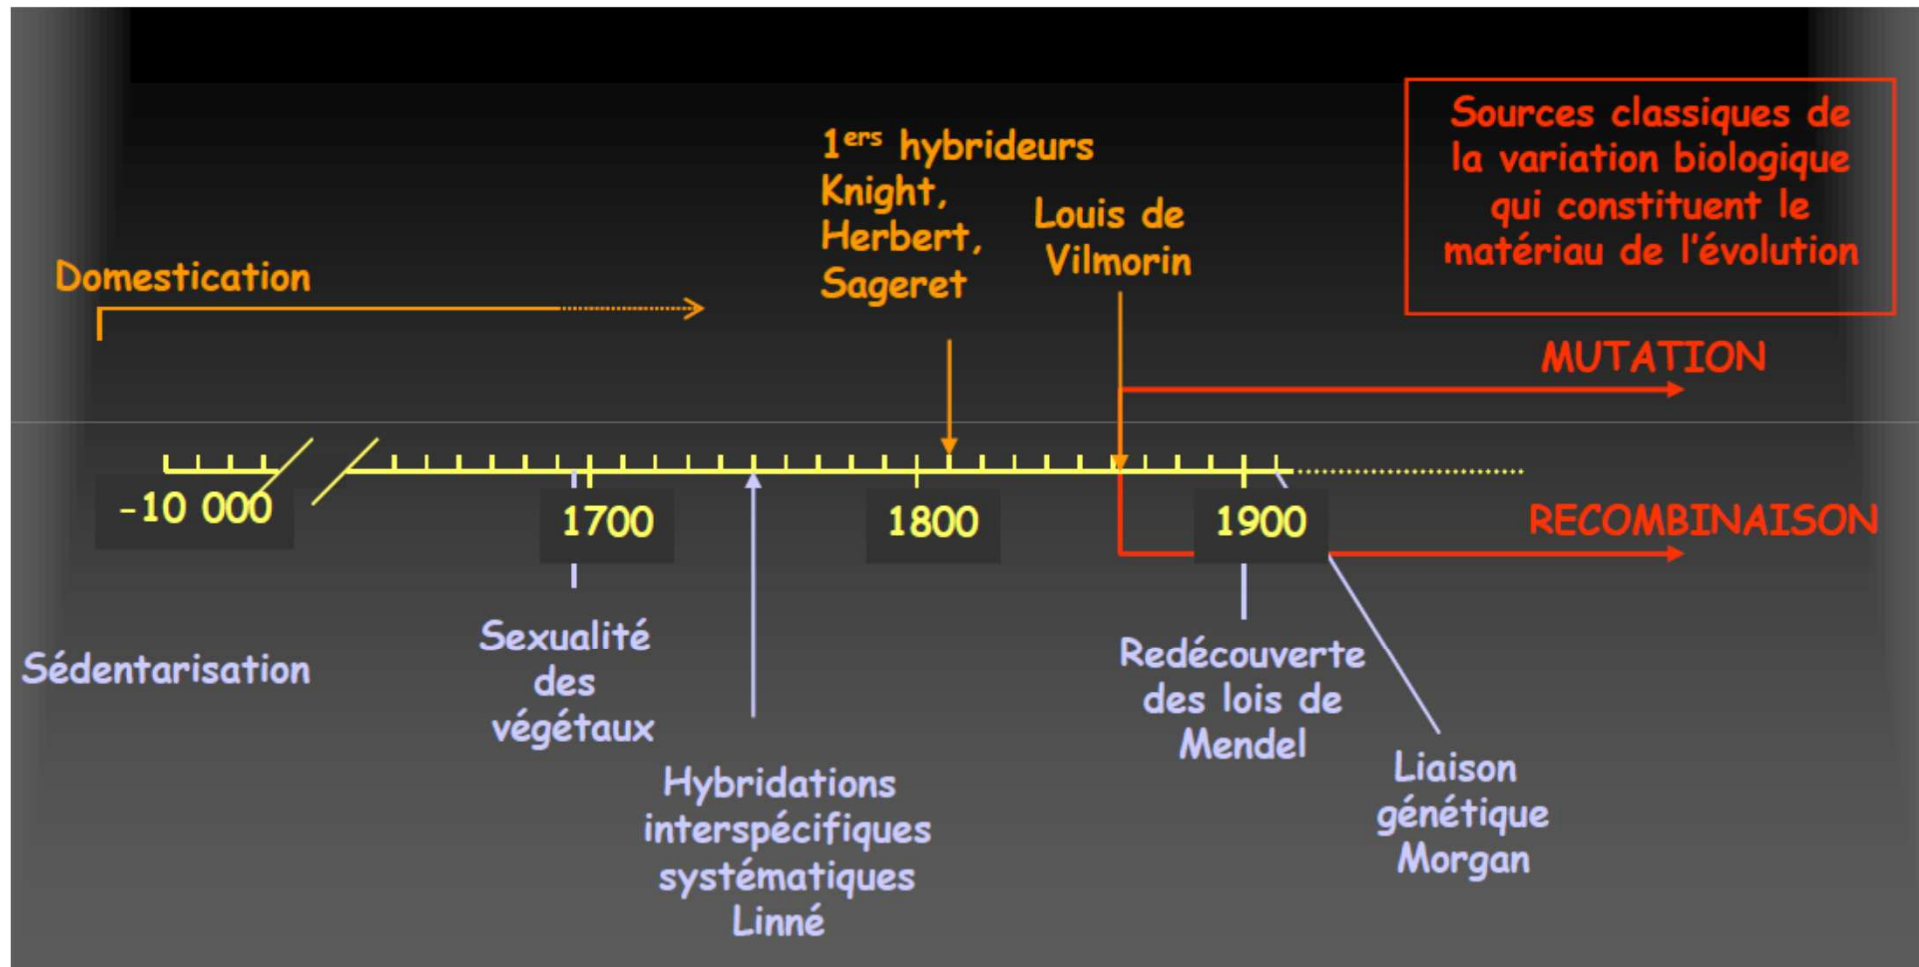 Sources classiques de
la variation biologique
qui constituent le
matériau de l'évolution
1ers hybrideurs
Knight,
Herbert,
Sageret
Louis de
Vilmorin
Domestication
MUTATION
-10 000
1700
1800
1900
RECOMBINAISON
Sédentarisation
Sexualité
des
végétaux
Hybridations
interspécifiques
systématiques
Linné
Redécouverte
des lois de
Mendel
Liaison
génétique
Morgan